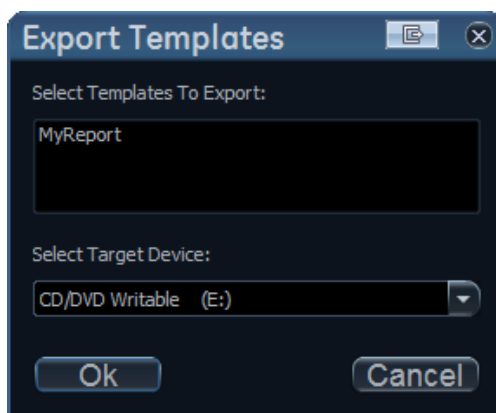 Export Templates
Select Templates To Export:
MyReport
Select Target Device:
CD/DVD Writable (E:)
Ok Cancel